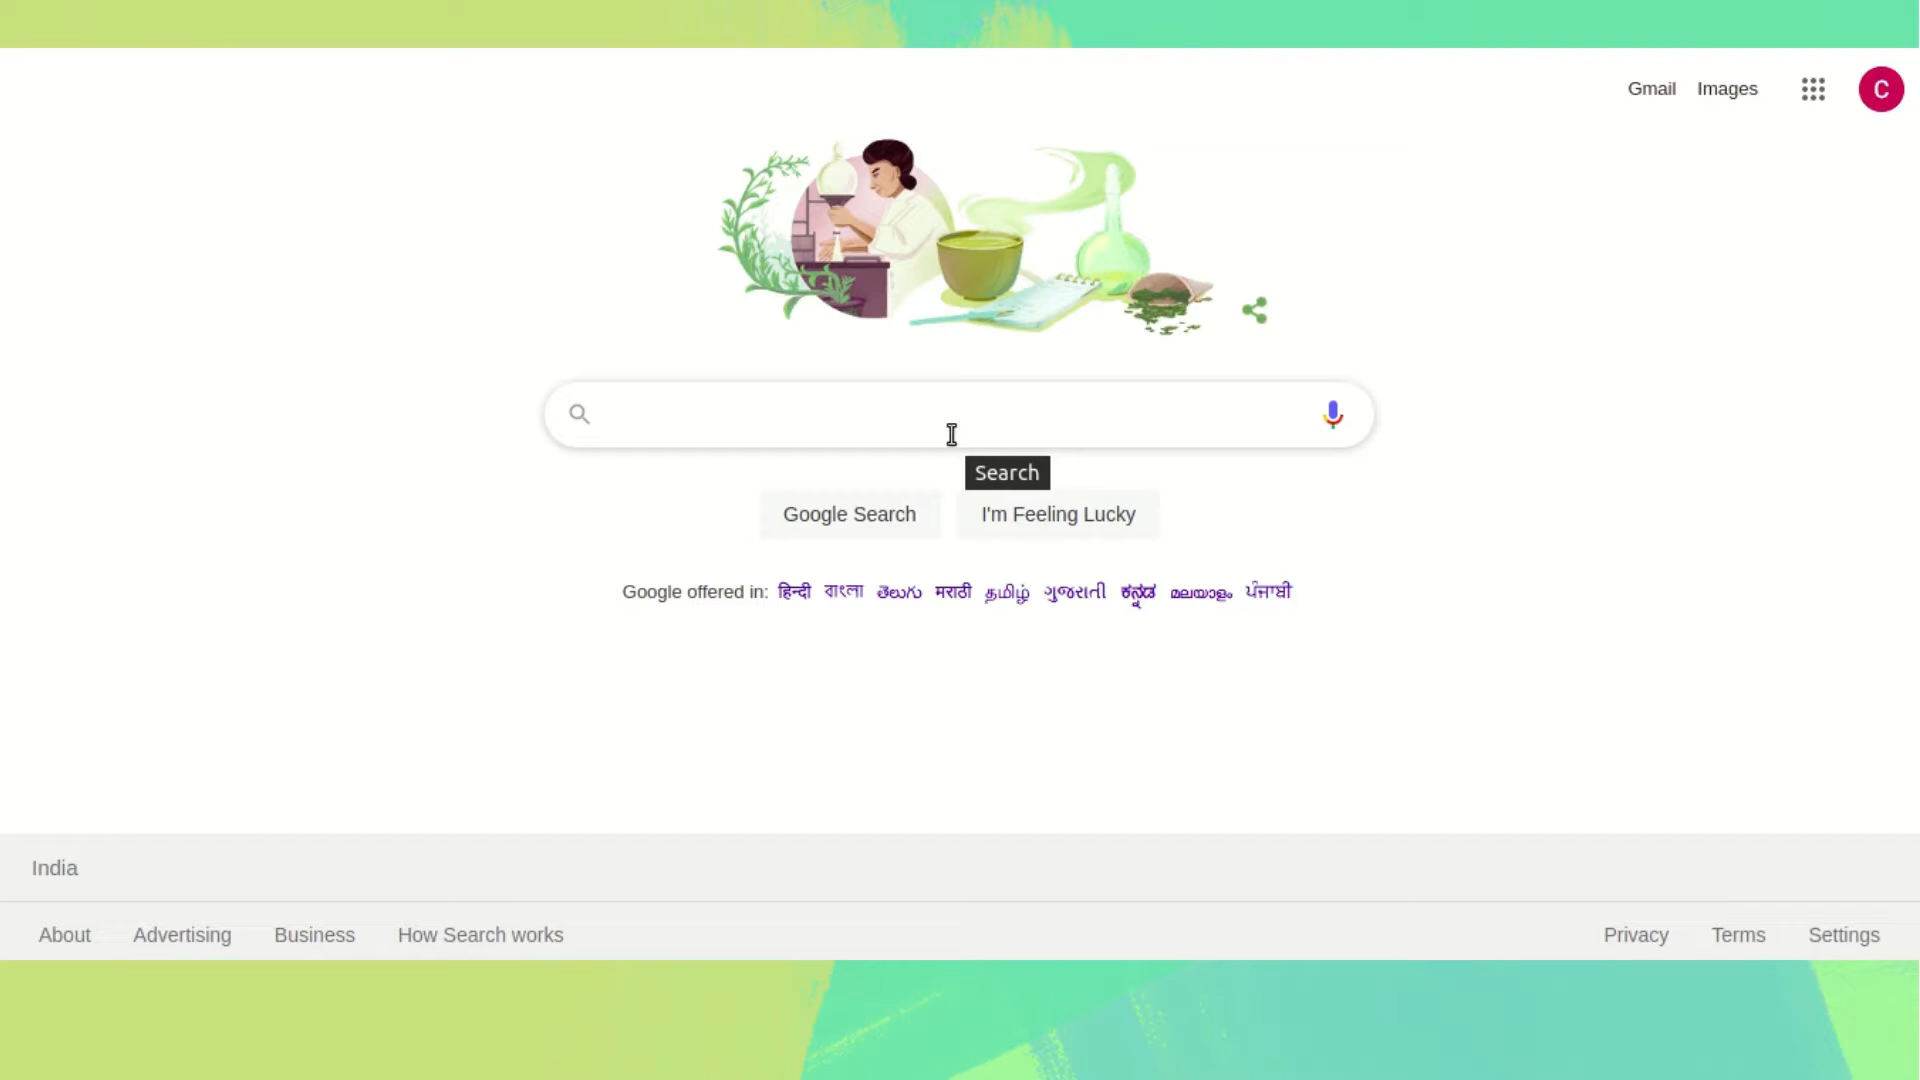 Gmail Images C
Search
Google Search I'm Feeling Lucky
Google offered in: हिन्दी বাংলা తెలుగు मराठी தமிழ் ગુજરાતી ಕನ್ನಡ മലയാളം ਪੰਜਾਬੀ
India
About Advertising Business How Search works Privacy Terms Settings